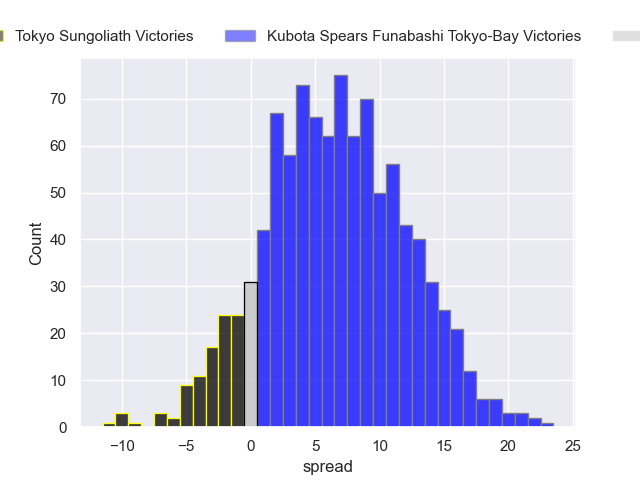 Tokyo Sungoliath Victories Kubota Spears Funabashi Tokyo-Bay Victories
70
60
50
40
30
20
10
0
Count
−10 −5 0 5 10 15 20 25
spread